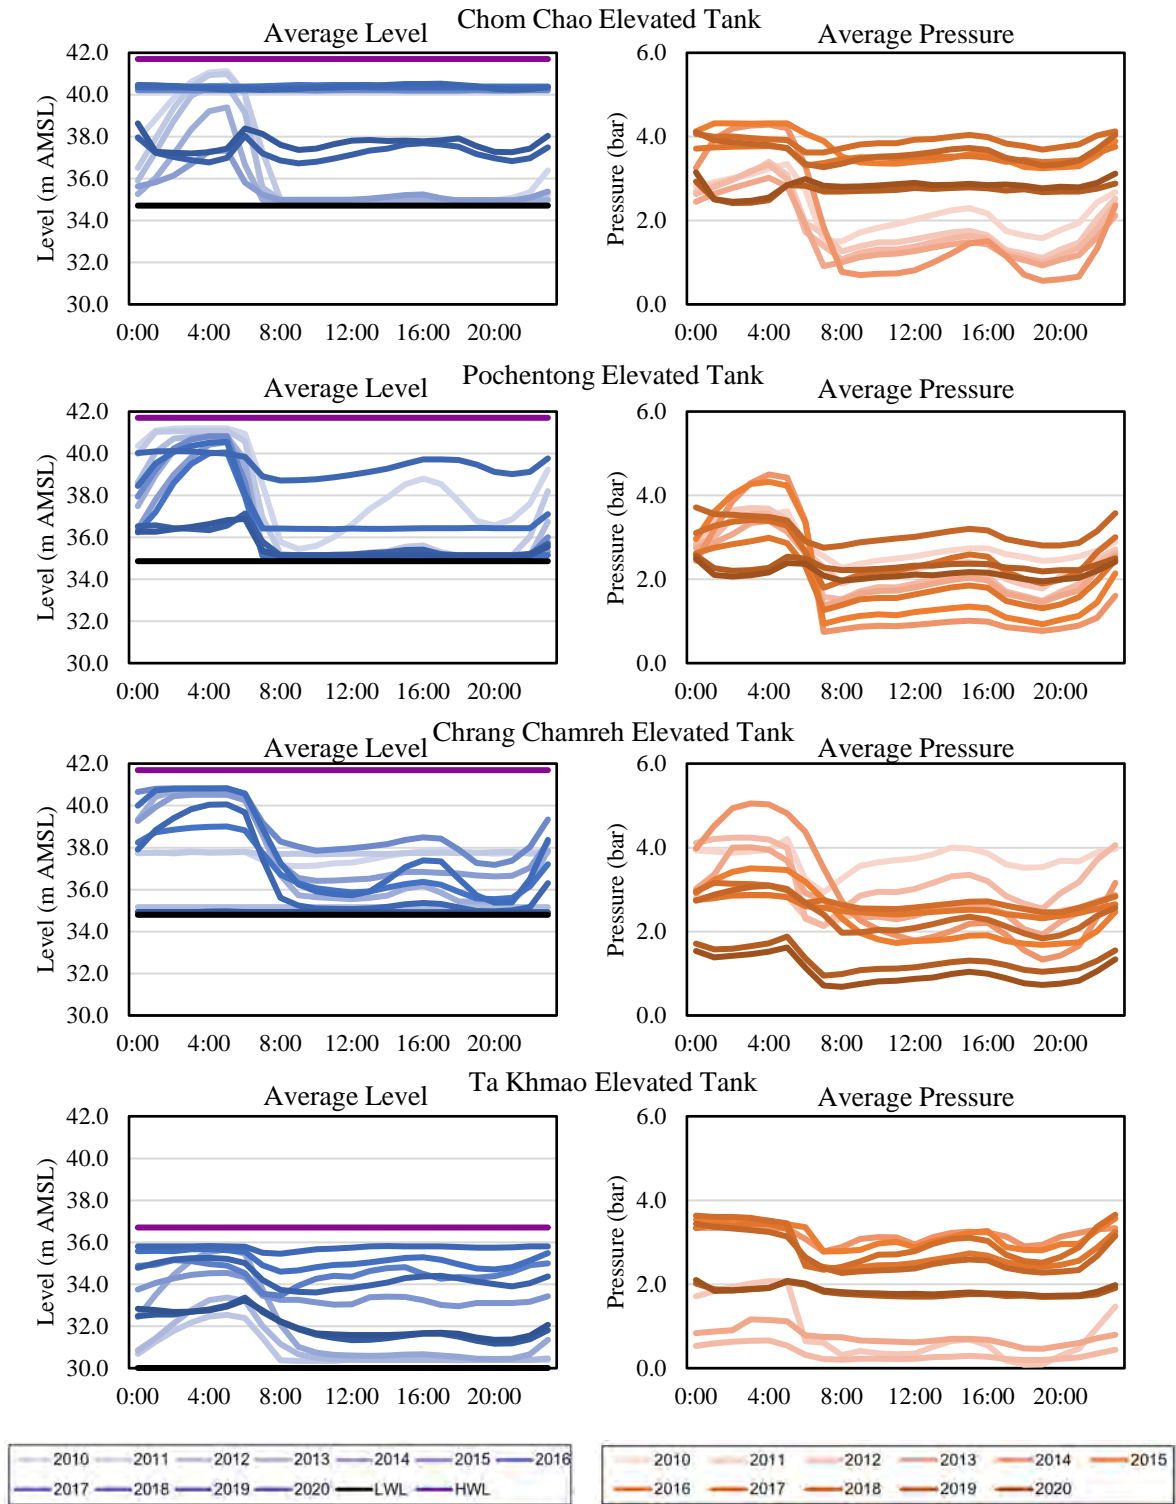 Chom Chao Elevated Tank
Average Level
Average Pressure
Level (m AMSL)
42.0
40.0
38.0
36.0
34.0
32.0
30.0
0:00 4:00 8:00 12:00 16:00 20:00
Pressure (bar)
6.0
4.0
2.0
0.0
0:00 4:00 8:00 12:00 16:00 20:00
Pochentong Elevated Tank
Average Level
Average Pressure
Level (m AMSL)
42.0
40.0
38.0
36.0
34.0
32.0
30.0
0:00 4:00 8:00 12:00 16:00 20:00
Pressure (bar)
6.0
4.0
2.0
0.0
0:00 4:00 8:00 12:00 16:00 20:00
Chrang Chamreh Elevated Tank
Average Level
Average Pressure
Level (m AMSL)
42.0
40.0
38.0
36.0
34.0
32.0
30.0
0:00 4:00 8:00 12:00 16:00 20:00
Pressure (bar)
6.0
4.0
2.0
0.0
0:00 4:00 8:00 12:00 16:00 20:00
Ta Khmao Elevated Tank
Average Level
Average Pressure
Level (m AMSL)
42.0
40.0
38.0
36.0
34.0
32.0
30.0
0:00 4:00 8:00 12:00 16:00 20:00
Pressure (bar)
6.0
4.0
2.0
0.0
0:00 4:00 8:00 12:00 16:00 20:00
2010 2011 2012 2013 2014 2015 2016
2017 2018 2019 2020 LWL HWL
2010 2011 2012 2013 2014 2015
2016 2017 2018 2019 2020